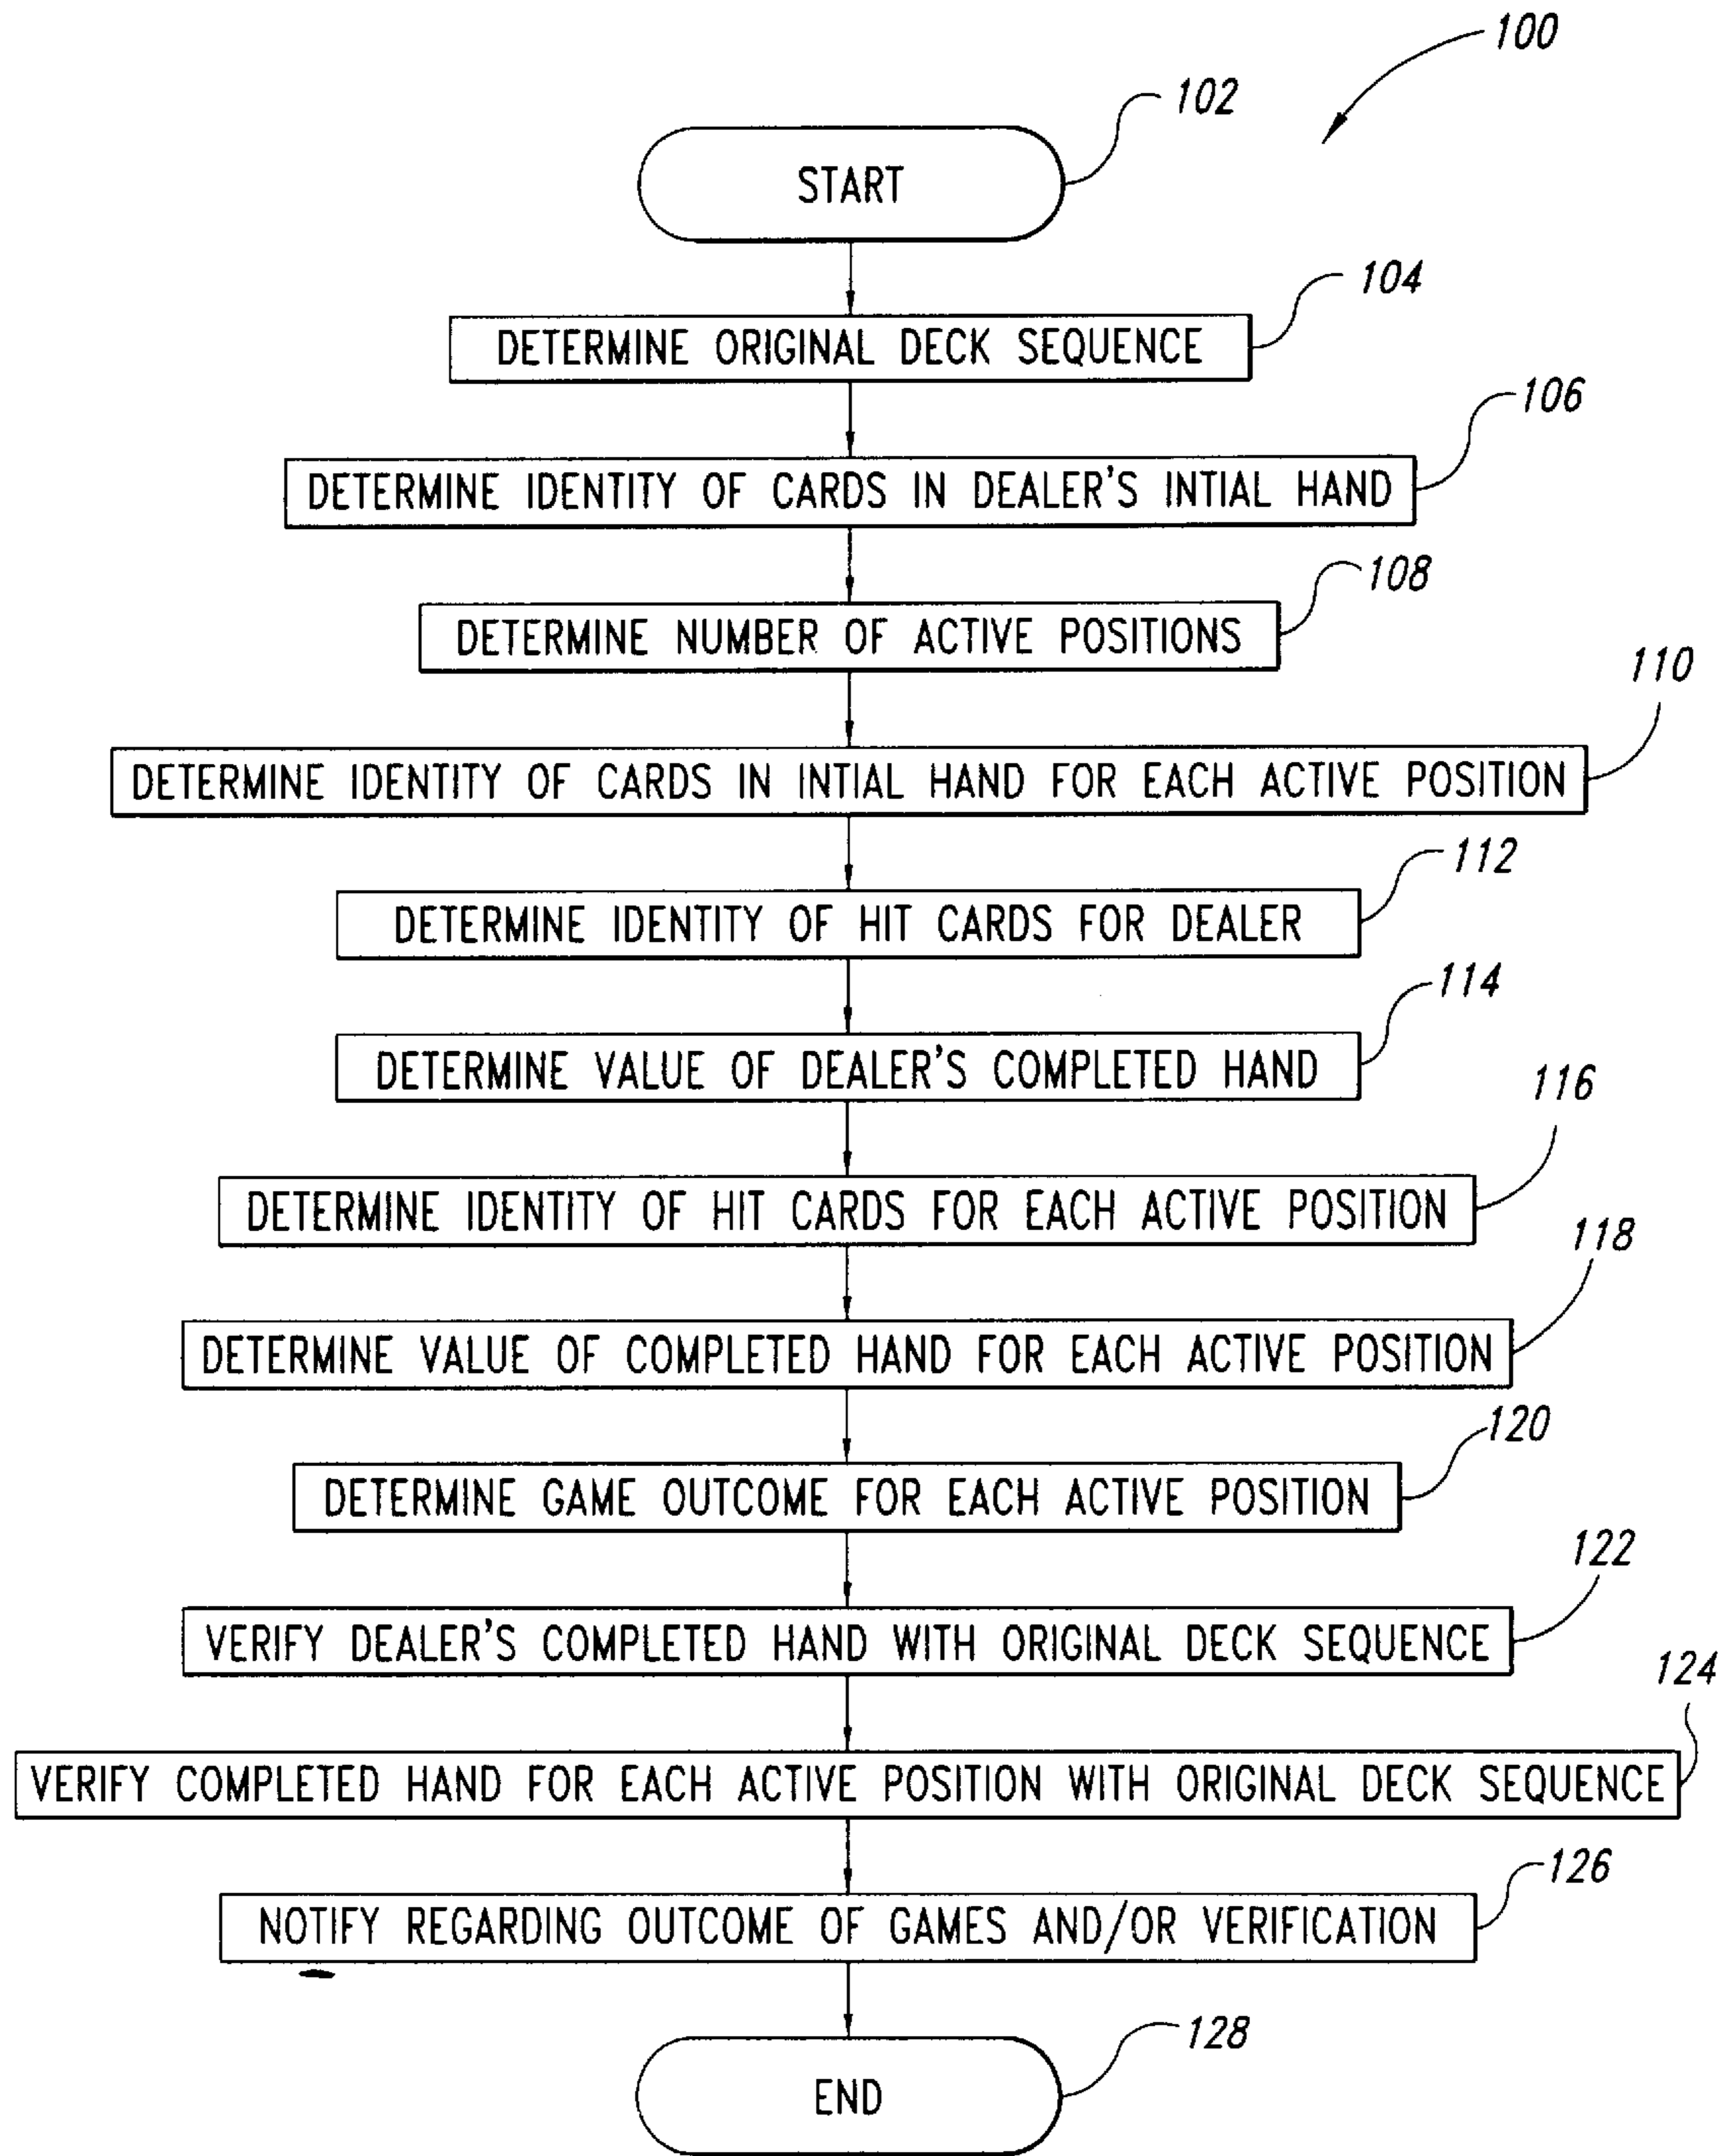 100
102
START
104
DETERMINE ORIGINAL DECK SEQUENCE
106
DETERMINE IDENTITY OF CARDS IN DEALER'S INTIAL HAND
108
DETERMINE NUMBER OF ACTIVE POSITIONS
110
DETERMINE IDENTITY OF CARDS IN INTIAL HAND FOR EACH ACTIVE POSITION
112
DETERMINE IDENTITY OF HIT CARDS FOR DEALER
114
DETERMINE VALUE OF DEALER'S COMPLETED HAND
116
DETERMINE IDENTITY OF HIT CARDS FOR EACH ACTIVE POSITION
118
DETERMINE VALUE OF COMPLETED HAND FOR EACH ACTIVE POSITION
120
DETERMINE GAME OUTCOME FOR EACH ACTIVE POSITION
122
VERIFY DEALER'S COMPLETED HAND WITH ORIGINAL DECK SEQUENCE
124
VERIFY COMPLETED HAND FOR EACH ACTIVE POSITION WITH ORIGINAL DECK SEQUENCE
126
NOTIFY REGARDING OUTCOME OF GAMES AND/OR VERIFICATION
128
END